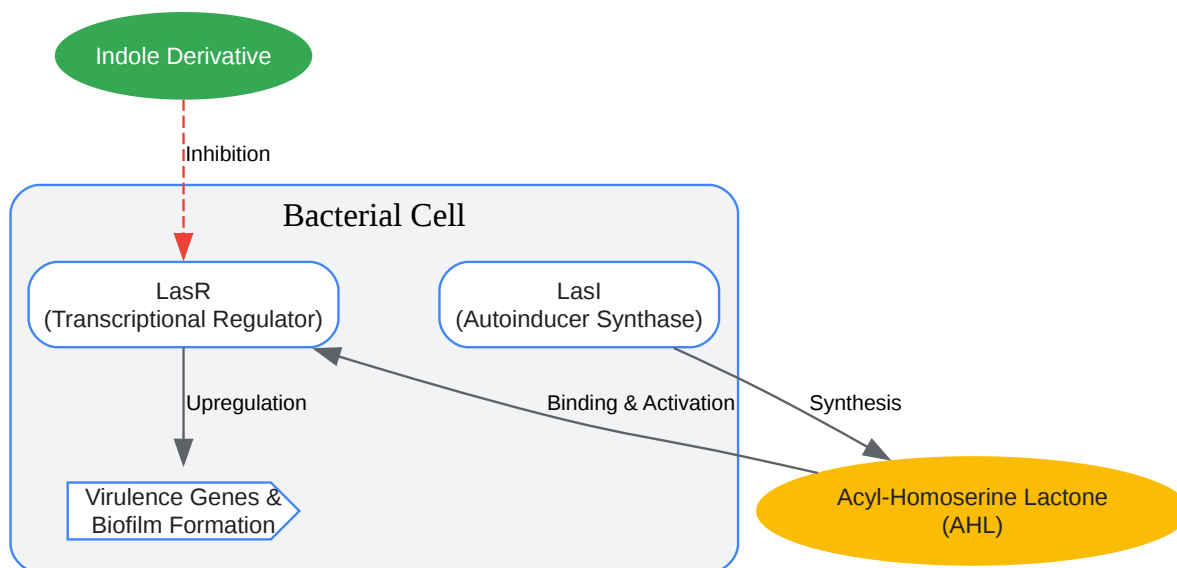 Indole Derivative
Inhibition
Bacterial Cell
LasR
(Transcriptional Regulator)
LasI
(Autoinducer Synthase)
Upregulation
Binding & Activation
Synthesis
Virulence Genes &
Biofilm Formation
Acyl-Homoserine Lactone
(AHL)